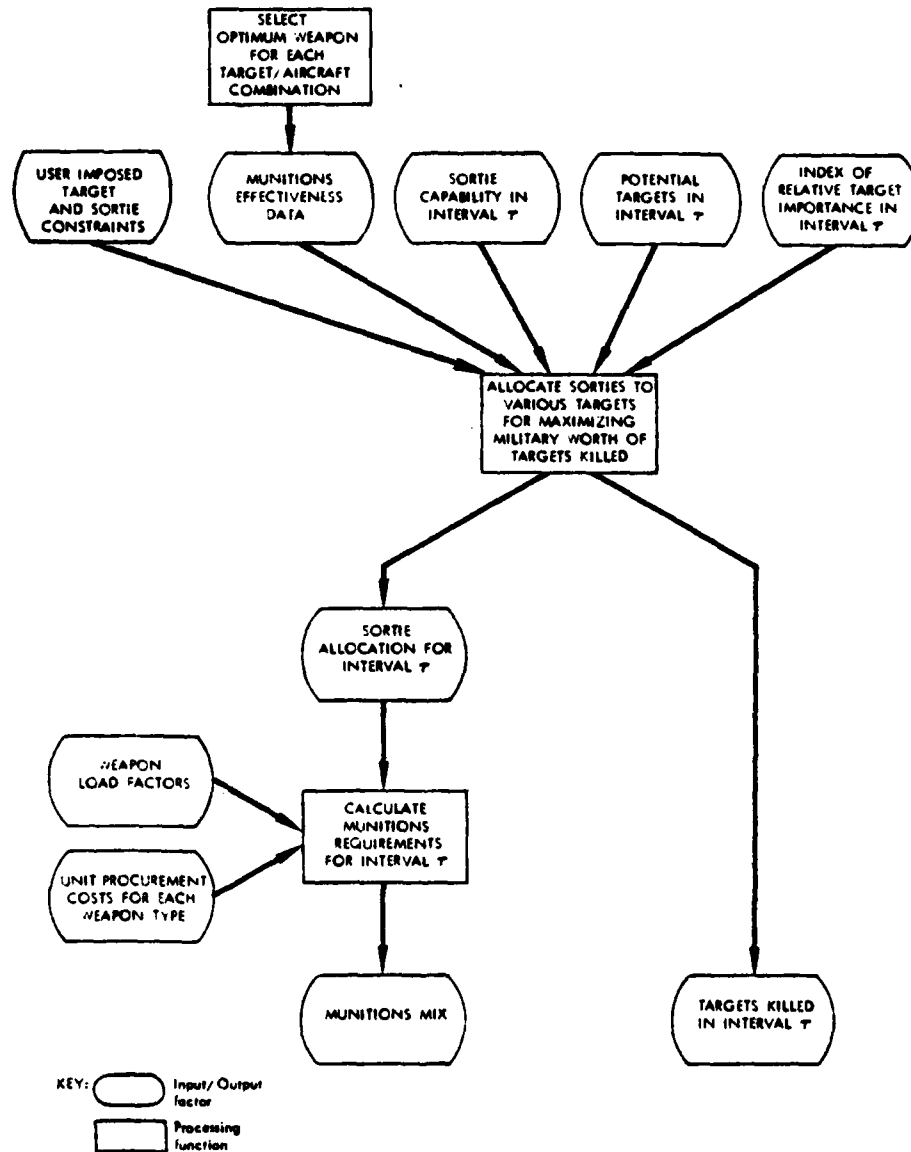 SELECT
OPTIMUM WEAPON
FOR EACH
TARGET/AIRCRAFT
COMBINATION
USER IMPOSED
TARGET
AND SORTIE
CONSTRAINTS
MUNITIONS
EFFECTIVENESS
DATA
SORTIE
CAPABILITY IN
INTERVAL τ
POTENTIAL
TARGETS IN
INTERVAL τ
INDEX OF
RELATIVE TARGET
IMPORTANCE IN
INTERVAL τ
ALLOCATE SORTIES TO
VARIOUS TARGETS
FOR MAXIMIZING
MILITARY WORTH OF
TARGETS KILLED
SORTIE
ALLOCATION FOR
INTERVAL τ
WEAPON
LOAD FACTORS
CALCULATE
MUNITIONS
REQUIREMENTS
FOR INTERVAL τ
UNIT PROCUREMENT
COSTS FOR EACH
WEAPON TYPE
MUNITIONS MIX
TARGETS KILLED
IN INTERVAL τ
KEY:
Input/Output
factor
Processing
function